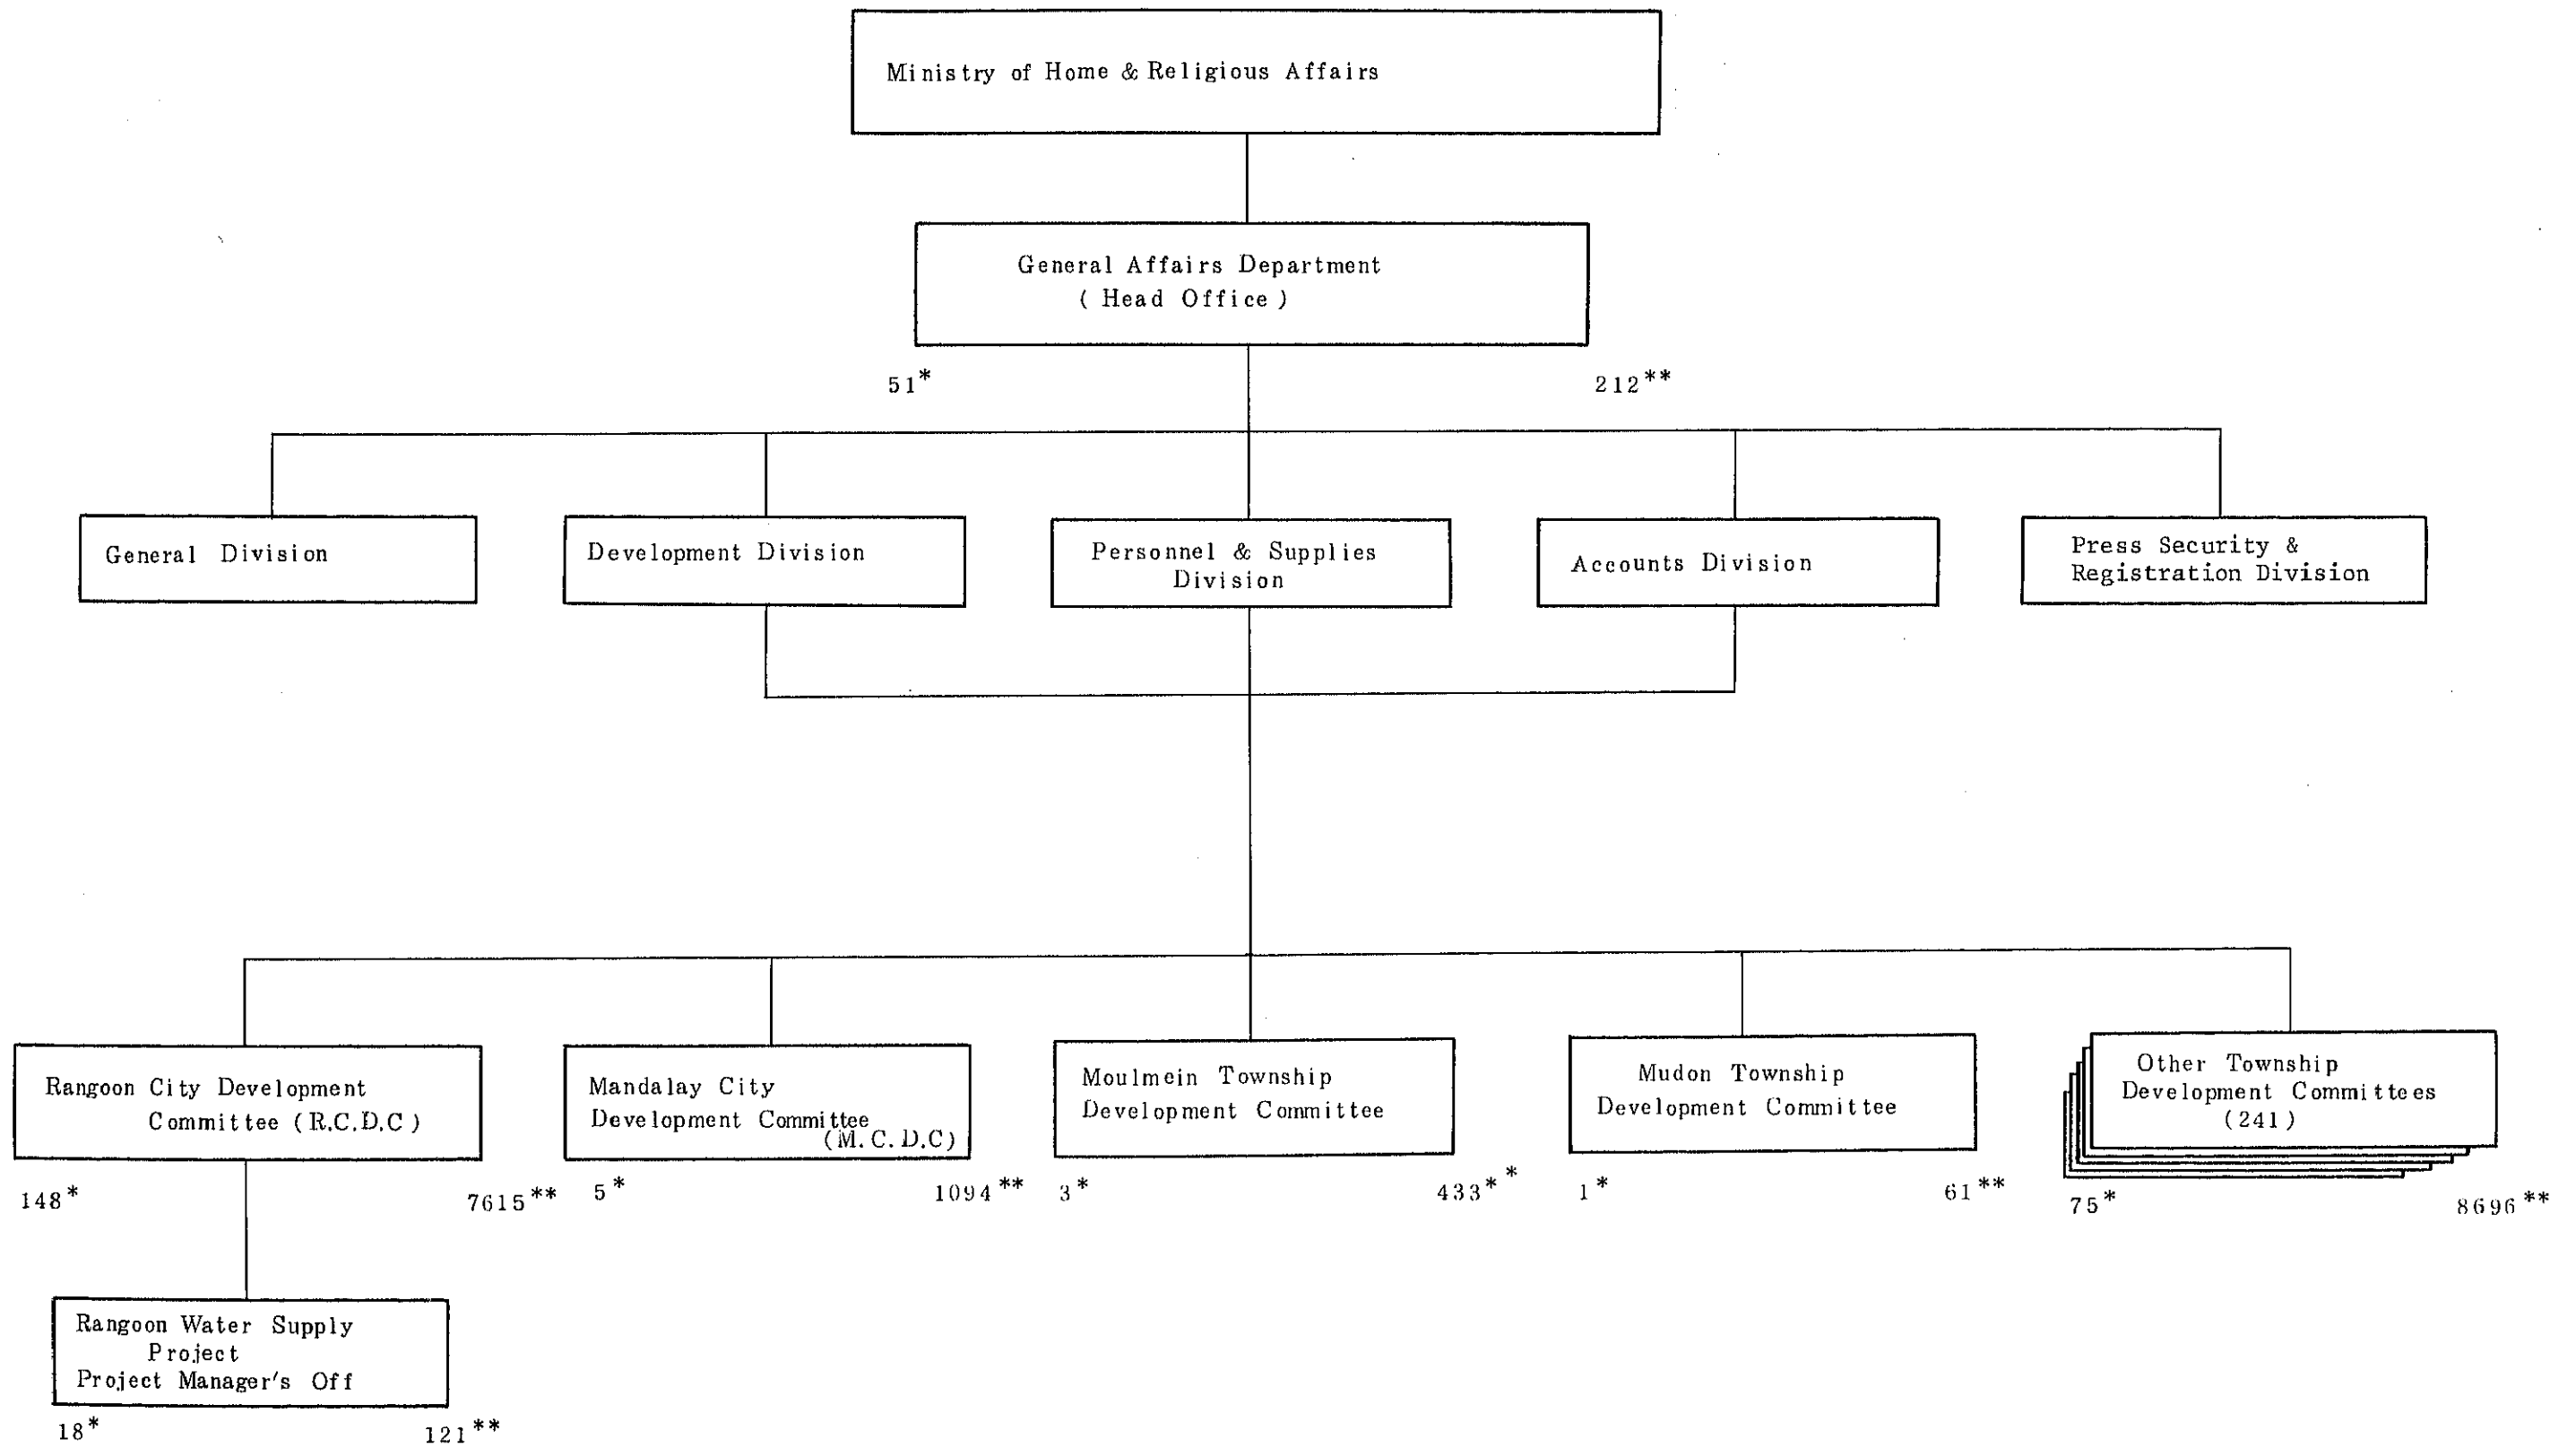 Ministry of Home & Religious Affairs
General Affairs Department
( Head Office )
51*
212**
General Division
Development Division
Personnel & Supplies
Division
Accounts Division
Press Security &
Registration Division
Rangoon City Development
Committee (R.C.D.C)
148*
7615**
Mandalay City
Development Committee
(M.C.D.C)
5*
1094**
Moulmein Township
Development Committee
3*
433**
Mudon Township
Development Committee
1*
61**
Other Township
Development Committees
(241)
75*
8696**
Rangoon Water Supply
Project
Project Manager's Off
18*
121**